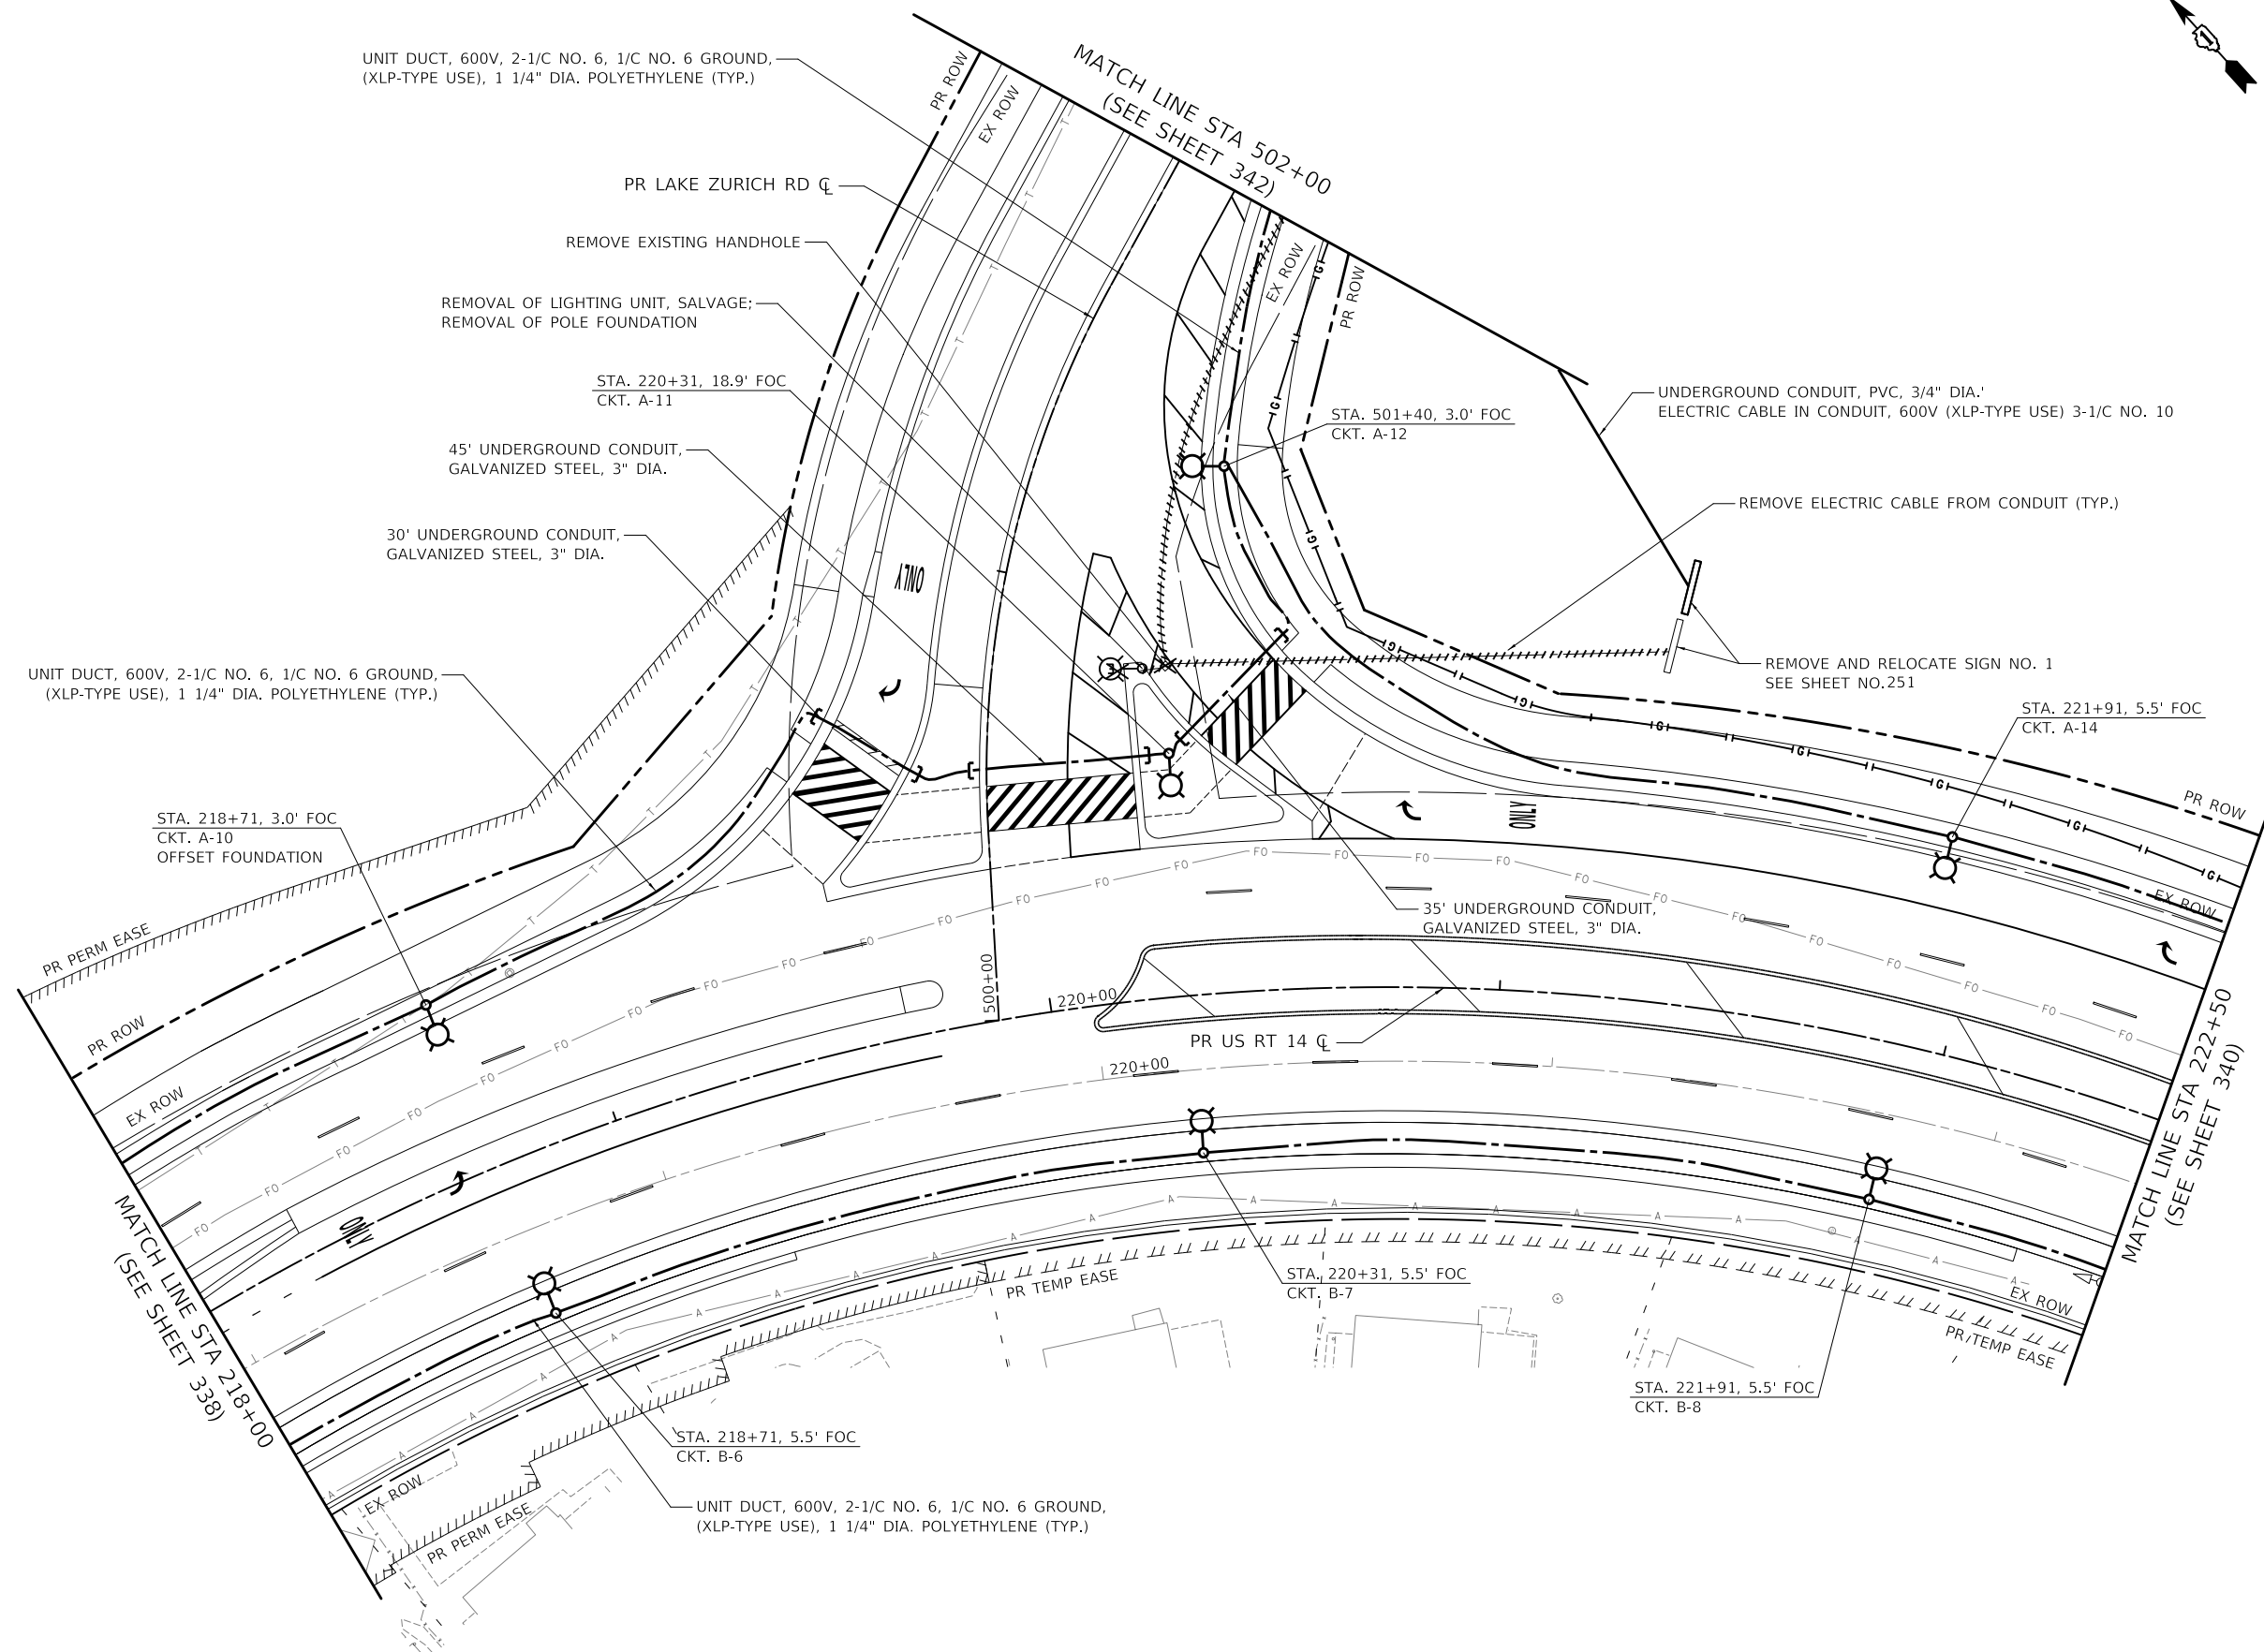 UNIT DUCT, 600V, 2-1/C NO. 6, 1/C NO. 6 GROUND,
(XLP-TYPE USE), 1 1/4" DIA. POLYETHYLENE (TYP.)
PR ROW
EX ROW
MATCH LINE STA 502+00
(SEE SHEET 342)
PR LAKE ZURICH RD ℄
REMOVE EXISTING HANDHOLE
EX ROW
PR ROW
REMOVAL OF LIGHTING UNIT, SALVAGE;
REMOVAL OF POLE FOUNDATION
STA. 220+31, 18.9' FOC
CKT. A-11
STA. 501+40, 3.0' FOC
CKT. A-12
UNDERGROUND CONDUIT, PVC, 3/4" DIA.'
ELECTRIC CABLE IN CONDUIT, 600V (XLP-TYPE USE) 3-1/C NO. 10
45' UNDERGROUND CONDUIT,
GALVANIZED STEEL, 3" DIA.
REMOVE ELECTRIC CABLE FROM CONDUIT (TYP.)
30' UNDERGROUND CONDUIT,
GALVANIZED STEEL, 3" DIA.
ONLY
UNIT DUCT, 600V, 2-1/C NO. 6, 1/C NO. 6 GROUND,
(XLP-TYPE USE), 1 1/4" DIA. POLYETHYLENE (TYP.)
REMOVE AND RELOCATE SIGN NO. 1
SEE SHEET NO.251
STA. 221+91, 5.5' FOC
CKT. A-14
STA. 218+71, 3.0' FOC
CKT. A-10
OFFSET FOUNDATION
ONLY
PR ROW
PR PERM EASE
35' UNDERGROUND CONDUIT,
GALVANIZED STEEL, 3" DIA.
EX ROW
500+00
220+00
PR ROW
PR US RT 14 ℄
220+00
EX ROW
MATCH LINE STA 222+50
(SEE SHEET 340)
MATCH LINE STA 218+00
(SEE SHEET 338)
ONLY
PR TEMP EASE
STA. 220+31, 5.5' FOC
CKT. B-7
EX ROW
PR TEMP EASE
STA. 221+91, 5.5' FOC
CKT. B-8
STA. 218+71, 5.5' FOC
CKT. B-6
EX ROW
PR PERM EASE
UNIT DUCT, 600V, 2-1/C NO. 6, 1/C NO. 6 GROUND,
(XLP-TYPE USE), 1 1/4" DIA. POLYETHYLENE (TYP.)